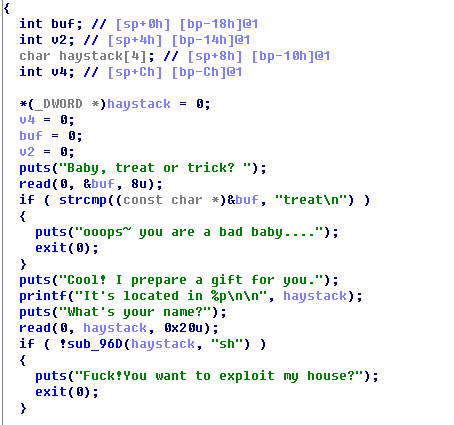 {
int buf; // [sp+0h] [bp-18h]@1
int v2; // [sp+4h] [bp-14h]@1
char haystack[4]; // [sp+8h] [bp-10h]@1
int v4; // [sp+Ch] [bp-Ch]@1
*(_DWORD *)haystack = 0;
v4 = 0;
buf = 0;
v2 = 0;
puts("Baby, treat or trick? ");
read(0, &buf, 8u);
if ( strcmp((const char *)&buf, "treat\n") )
{
puts("ooops~ you are a bad baby....");
exit(0);
}
puts("Cool! I prepare a gift for you.");
printf("It's located in %p\n\n", haystack);
puts("What's your name?");
read(0, haystack, 0x20u);
if ( !sub_96D(haystack, "sh") )
{
puts("Fuck!You want to exploit my house?");
exit(0);
}